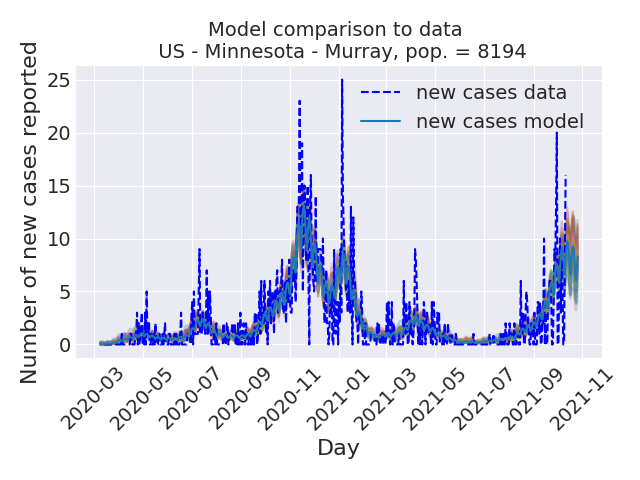 Model comparison to data
US - Minnesota - Murray, pop. = 8194
Number of new cases reported
25
20
15
10
5
0
new cases data
new cases model
2020-03
2020-05
2020-07
2020-09
2020-11
2021-01
2021-03
2021-05
2021-07
2021-09
2021-11
Day